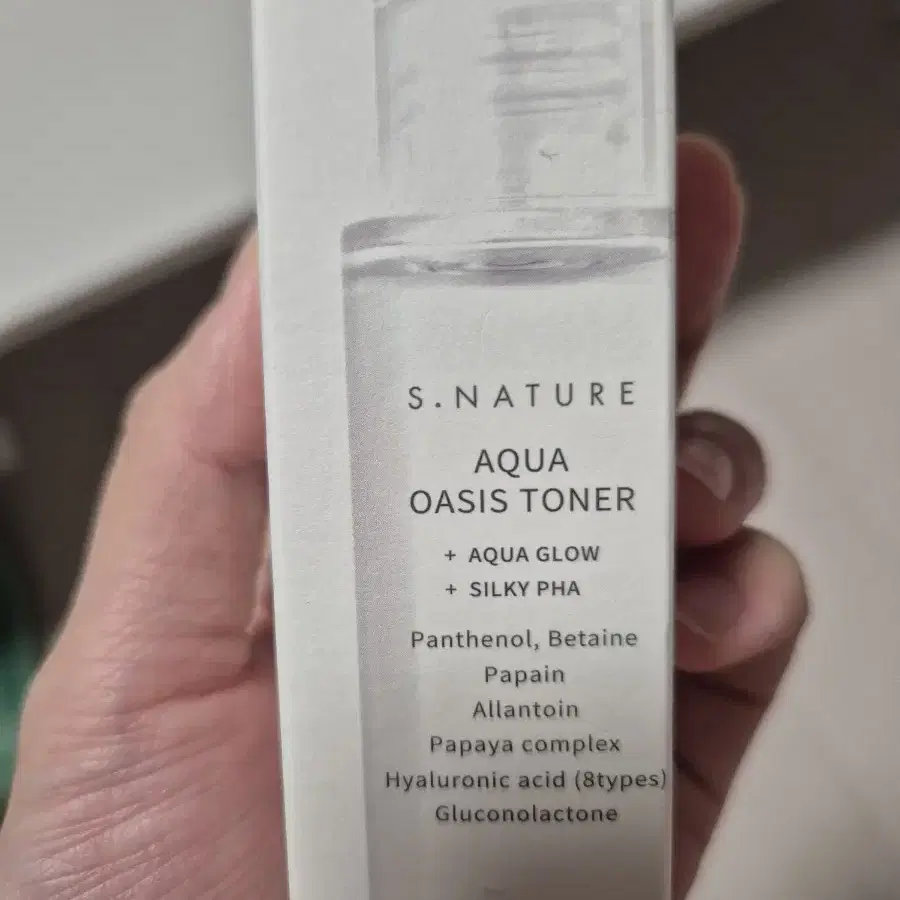 S.NATURE
AQUA
OASIS TONER
+ AQUA GLOW
+ SILKY PHA
Panthenol, Betaine
Papain
Allantoin
Papaya complex
Hyaluronic acid (8types)
Gluconolactone